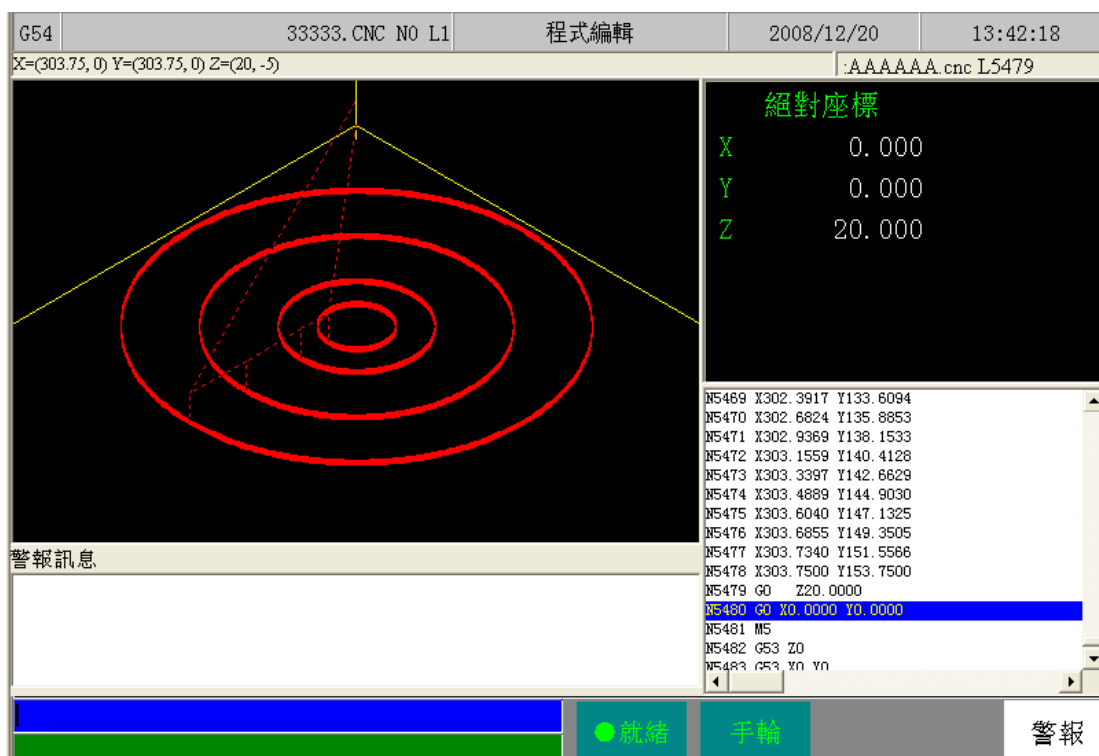 G54 33333.CNC N0 L1 程式編輯 2008/12/20 13:42:18
X=(303.75, 0) Y=(303.75, 0) Z=(20, -5) :AAAAAA.cnc L5479
絕對座標
X 0.000
Y 0.000
Z 20.000
N5469 X302.3917 Y133.6094
N5470 X302.6824 Y135.8853
N5471 X302.9369 Y138.1533
N5472 X303.1559 Y140.4128
N5473 X303.3397 Y142.6629
N5474 X303.4889 Y144.9030
N5475 X303.6040 Y147.1325
N5476 X303.6855 Y149.3505
N5477 X303.7340 Y151.5566
N5478 X303.7500 Y153.7500
N5479 G0 Z20.0000
N5480 G0 X0.0000 Y0.0000
N5481 M5
N5482 G53 Z0
N5483 G53 X0 Y0
警報訊息
就緒 手輪 警報